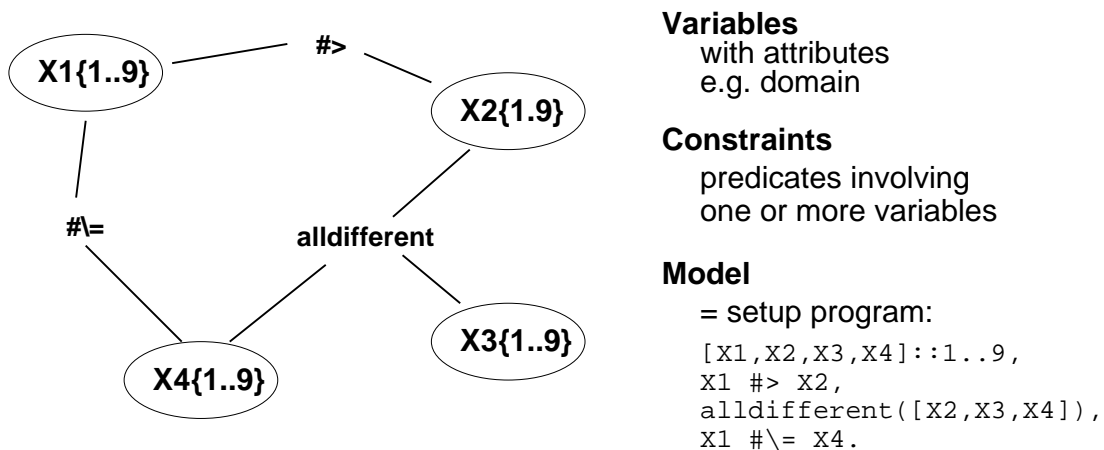 #>
X1{1..9}
X2{1.9}
#\=
alldifferent
X3{1..9}
X4{1..9}
Variables
with attributes
e.g. domain
Constraints
predicates involving
one or more variables
Model
= setup program:
[X1,X2,X3,X4]::1..9,
X1 #> X2,
alldifferent([X2,X3,X4]),
X1 #\= X4.